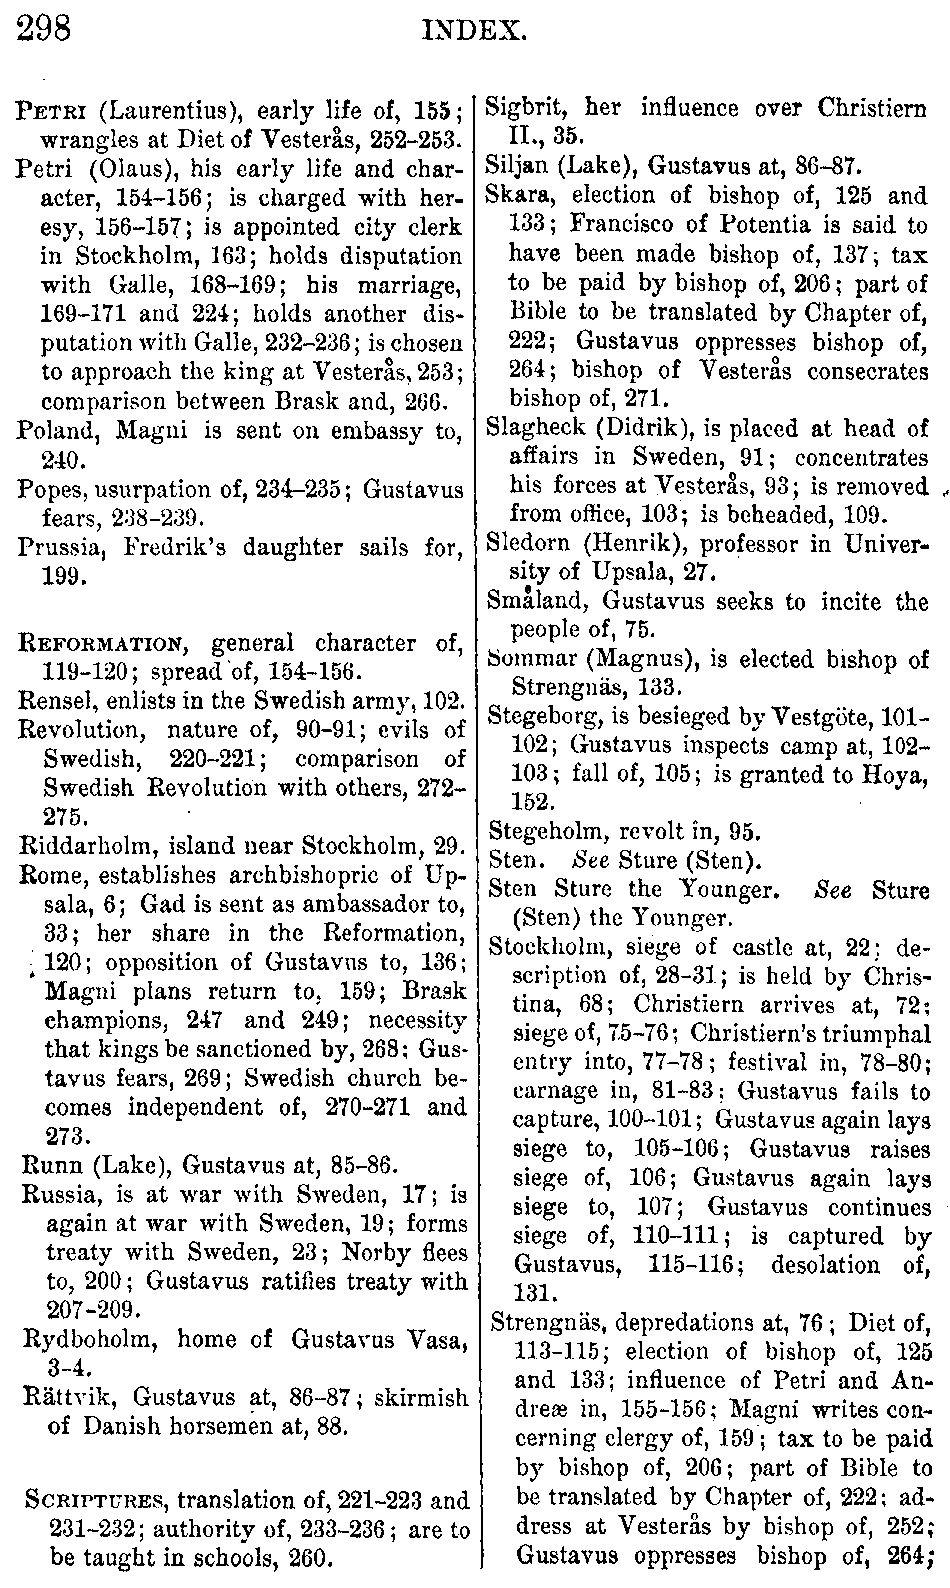 298
INDEX.
PETRI (Laurentius), early life of, 155;
wrangles at Diet of Vesterås, 252–253.
Petri (Olaus), his early life and char-
acter, 154–156; is charged with her-
esy, 156–157; is appointed city clerk
in Stockholm, 163; holds disputation
with Galle, 168–169; his marriage,
169–171 and 224; holds another dis-
putation with Galle, 232–236; is chosen
to approach the king at Vesterås, 253;
comparison between Brask and, 266.
Poland, Magni is sent on embassy to,
240.
Popes, usurpation of, 234–235; Gustavus
fears, 238–239.
Prussia, Fredrik's daughter sails for,
199.
REFORMATION, general character of,
119–120; spread of, 154–156.
Rensel, enlists in the Swedish army, 102.
Revolution, nature of, 90–91; evils of
Swedish, 220–221; comparison of
Swedish Revolution with others, 272–
275.
Riddarholm, island near Stockholm, 29.
Rome, establishes archbishopric of Up-
sala, 6; Gad is sent as ambassador to,
33; her share in the Reformation,
120; opposition of Gustavus to, 136;
Magni plans return to, 159; Brask
champions, 247 and 249; necessity
that kings be sanctioned by, 268; Gus-
tavus fears, 269; Swedish church be-
comes independent of, 270–271 and
273.
Runn (Lake), Gustavus at, 85–86.
Russia, is at war with Sweden, 17; is
again at war with Sweden, 19; forms
treaty with Sweden, 23; Norby flees
to, 200; Gustavus ratifies treaty with
207–209.
Rydboholm, home of Gustavus Vasa,
3–4.
Rättvik, Gustavus at, 86–87; skirmish
of Danish horsemen at, 88.
SCRIPTURES, translation of, 221–223 and
231–232; authority of, 233–236; are to
be taught in schools, 260.
Sigbrit, her influence over Christiern
II., 35.
Siljan (Lake), Gustavus at, 86–87.
Skara, election of bishop of, 125 and
133; Francisco of Potentia is said to
have been made bishop of, 137; tax
to be paid by bishop of, 206; part of
Bible to be translated by Chapter of,
222; Gustavus oppresses bishop of,
264; bishop of Vesterås consecrates
bishop of, 271.
Slagheck (Didrik), is placed at head of
affairs in Sweden, 91; concentrates
his forces at Vesterås, 93; is removed
from office, 103; is beheaded, 109.
Sledorn (Henrik), professor in Univer-
sity of Upsala, 27.
Småland, Gustavus seeks to incite the
people of, 75.
Sommar (Magnus), is elected bishop of
Strengnäs, 133.
Stegeborg, is besieged by Vestgöte, 101–
102; Gustavus inspects camp at, 102–
103; fall of, 105; is granted to Hoya,
152.
Stegeholm, revolt in, 95.
Sten. See Sture (Sten).
Sten Sture the Younger. See Sture
(Sten) the Younger.
Stockholm, siege of castle at, 22; de-
scription of, 28–31; is held by Chris-
tina, 68; Christiern arrives at, 72;
siege of, 75–76; Christiern's triumphal
entry into, 77–78; festival in, 78–80;
carnage in, 81–83; Gustavus fails to
capture, 100–101; Gustavus again lays
siege to, 105–106; Gustavus raises
siege of, 106; Gustavus again lays
siege to, 107; Gustavus continues
siege of, 110–111; is captured by
Gustavus, 115–116; desolation of,
131.
Strengnäs, depredations at, 76; Diet of,
113–115; election of bishop of, 125
and 133; influence of Petri and An-
dreæ in, 155–156; Magni writes con-
cerning clergy of, 159; tax to be paid
by bishop of, 206; part of Bible to
be translated by Chapter of, 222; ad-
dress at Vesterås by bishop of, 252;
Gustavus oppresses bishop of, 264;